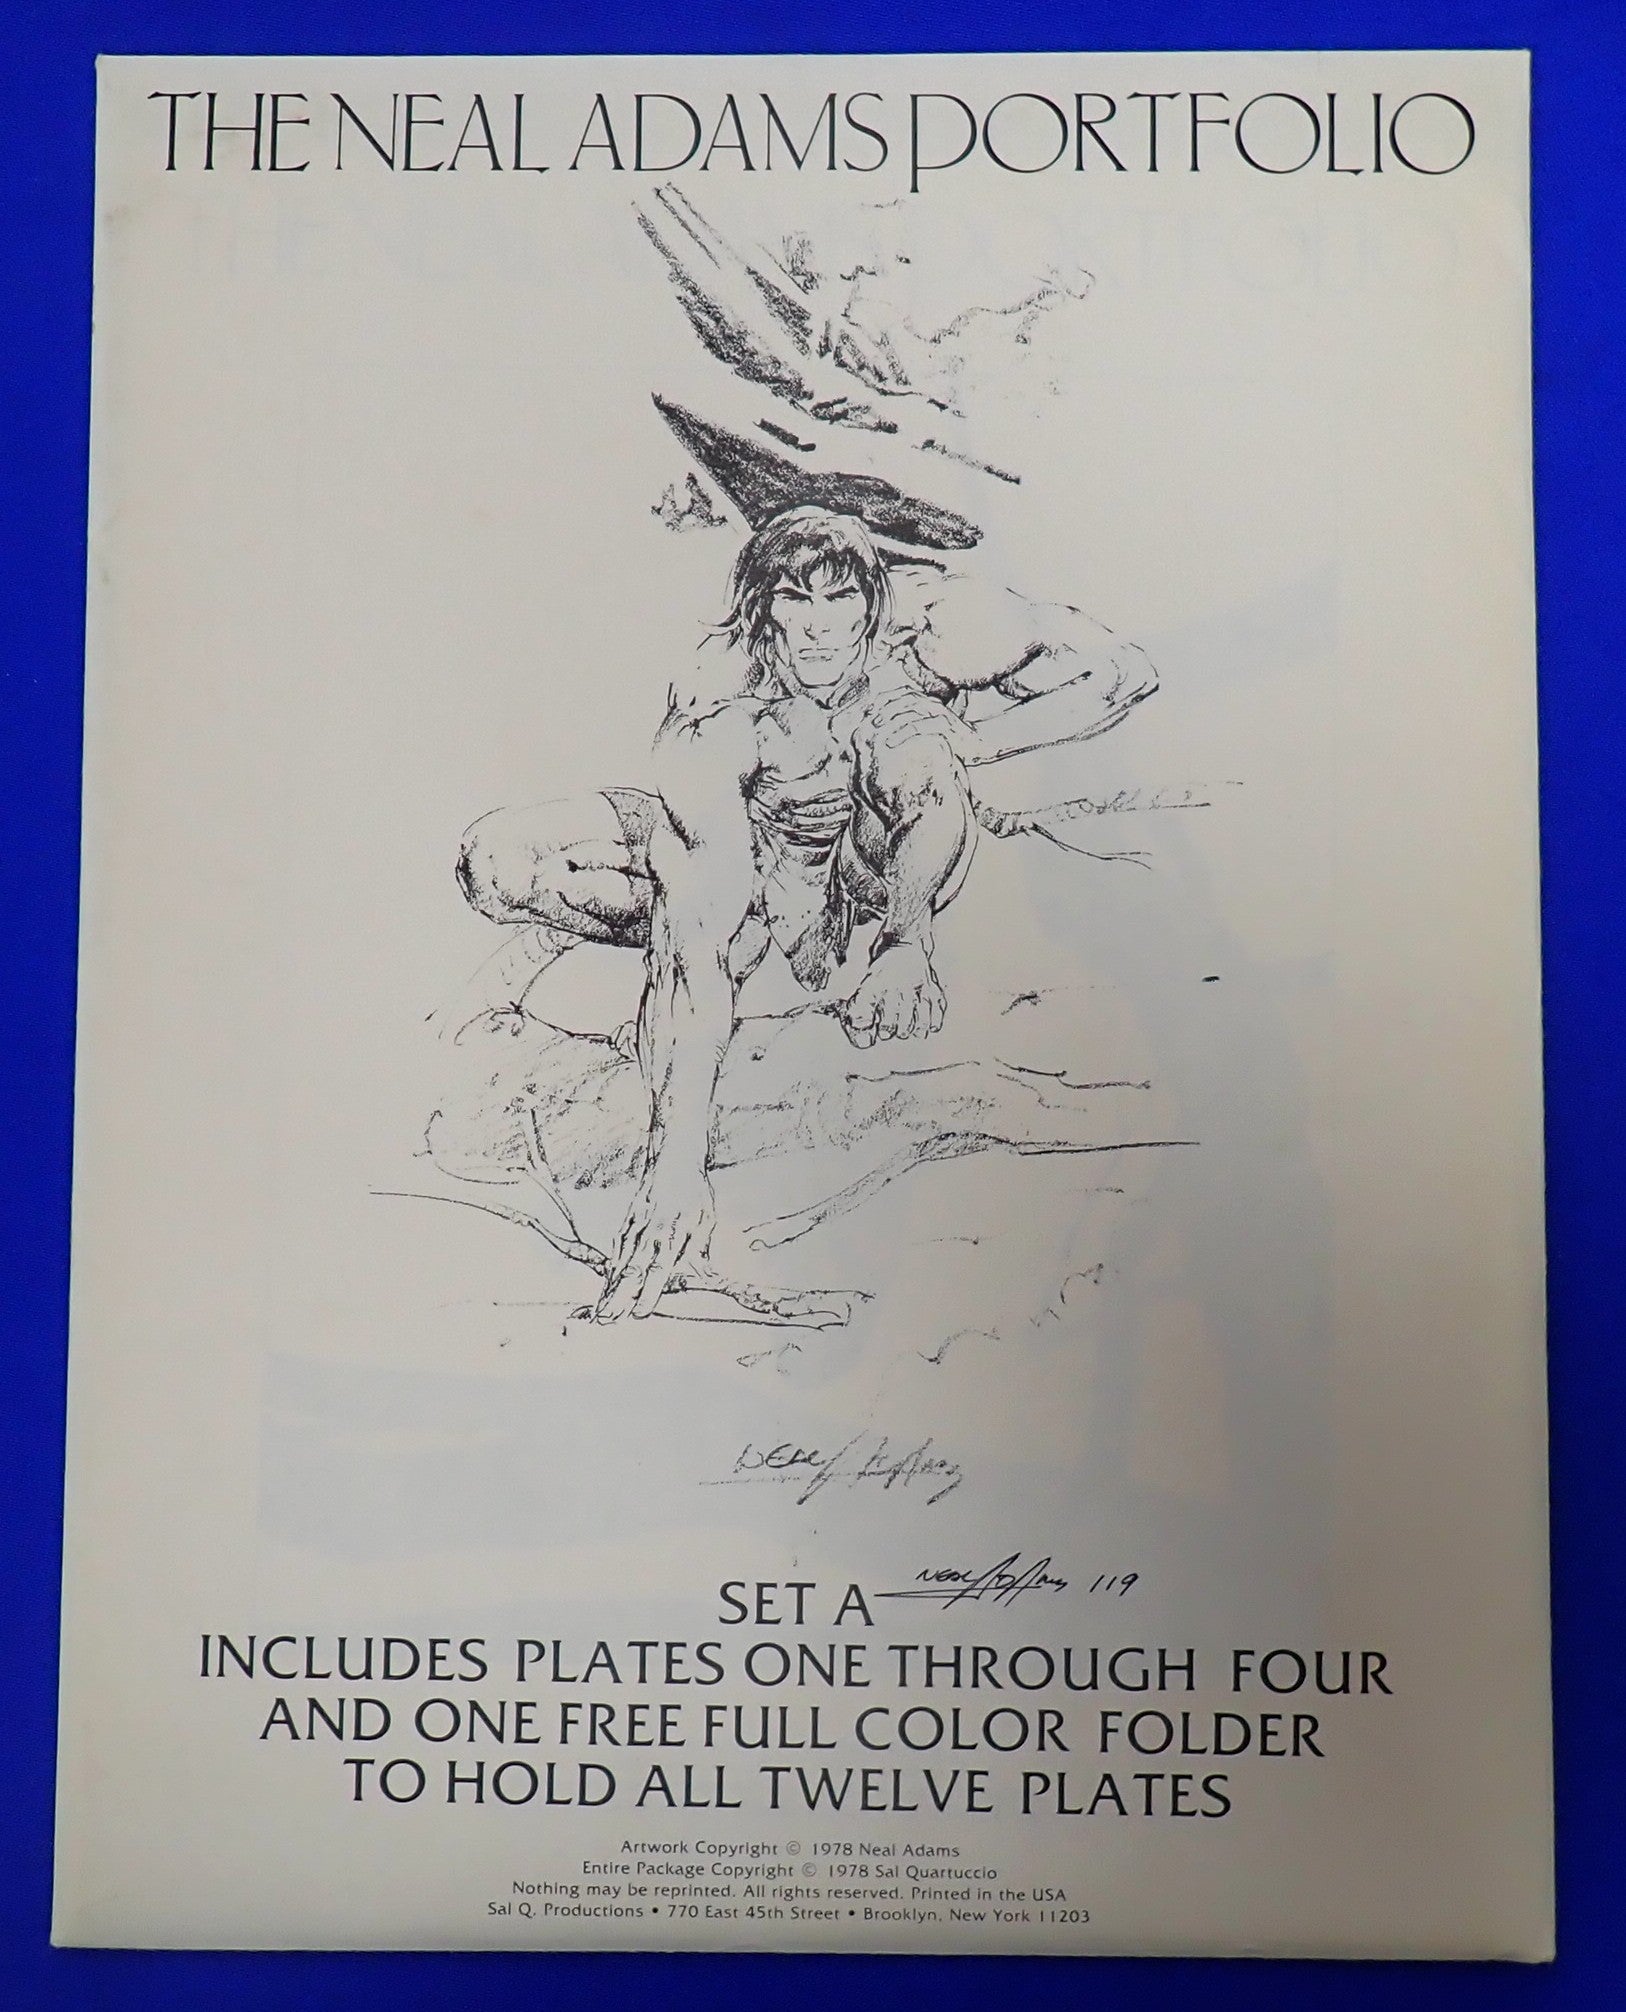 THE NEAL ADAMS PORTFOLIO
NEAL ADAMS
SET A NEAL ADAMS 119
INCLUDES PLATES ONE THROUGH FOUR
AND ONE FREE FULL COLOR FOLDER
TO HOLD ALL TWELVE PLATES
Artwork Copyright © 1978 Neal Adams
Entire Package Copyright © 1978 Sal Quartuccio
Nothing may be reprinted. All rights reserved. Printed in the USA
Sal Q. Productions • 770 East 45th Street • Brooklyn, New York 11203